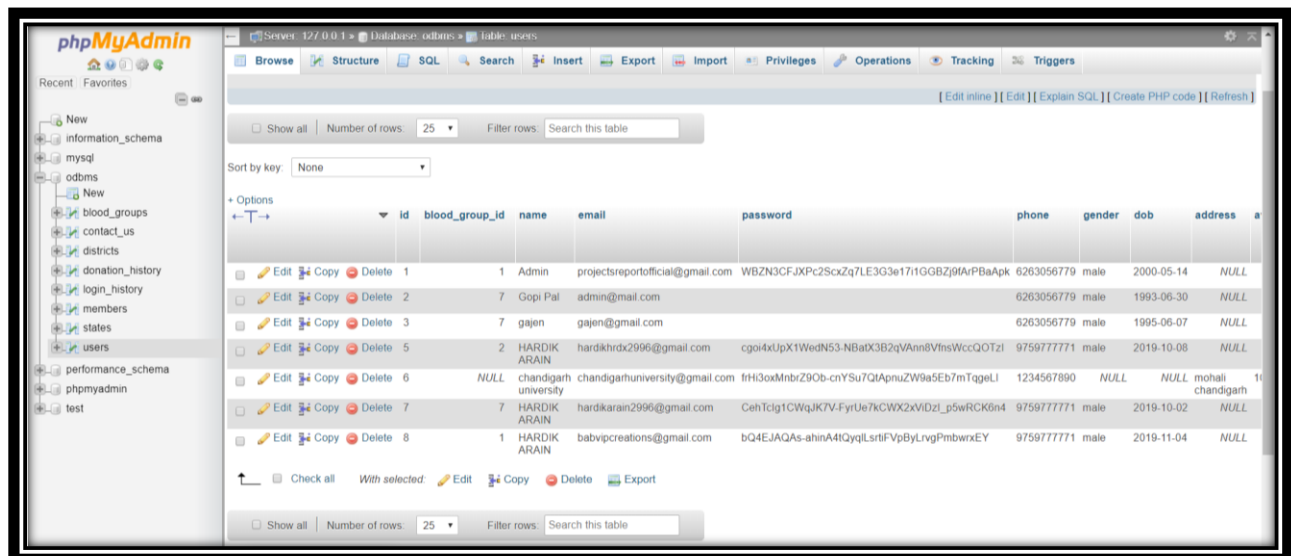 phpMyAdmin
Server: 127.0.0.1 » Database: odbms » Table: users
Recent Favorites
New
information_schema
mysql
odbms
New
blood_groups
contact_us
districts
donation_history
login_history
members
states
users
performance_schema
phpmyadmin
test
Browse Structure SQL Search Insert Export Import Privileges Operations Tracking Triggers
[ Edit inline ] [ Edit ] [ Explain SQL ] [ Create PHP code ] [ Refresh ]
Show all Number of rows: 25 Filter rows: Search this table
Sort by key: None
+ Options
←T→ id blood_group_id name email password phone gender dob address
Edit Copy Delete 1 1 Admin projectsreportofficial@gmail.com 6263056779 male 2000-05-14 NULL
Edit Copy Delete 2 7 Gopi Pal admin@mail.com 6263056779 male 1993-06-30 NULL
Edit Copy Delete 3 7 gajen gajen@gmail.com 6263056779 male 1995-06-07 NULL
Edit Copy Delete 5 2 HARDIK hardikhrdx2996@gmail.com 9759777771 male 2019-10-08 NULL
ARAIN
Edit Copy Delete 6 NULL chandigarh chandigarhuniversity@gmail.com 1234567890 NULL NULL mohali
university chandigarh
Edit Copy Delete 7 7 HARDIK hardikarain2996@gmail.com 9759777771 male 2019-10-02 NULL
ARAIN
Edit Copy Delete 8 1 HARDIK babvipcreations@gmail.com 9759777771 male 2019-11-04 NULL
ARAIN
Check all With selected: Edit Copy Delete Export
Show all Number of rows: 25 Filter rows: Search this table